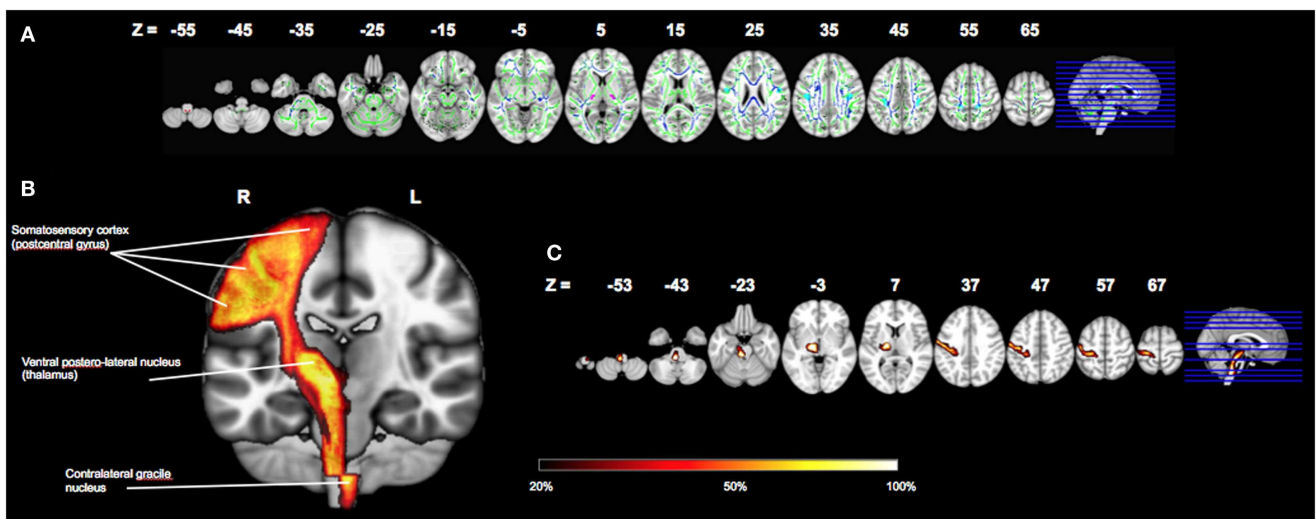 A
Z = -55 -45 -35 -25 -15 -5 5 15 25 35 45 55 65
B
R L
Somatosensory cortex
(postcentral gyrus)
Ventral postero-lateral nucleus
(thalamus)
Contralateral gracile
nucleus
C
Z = -53 -43 -23 -3 7 37 47 57 67
20% 50% 100%